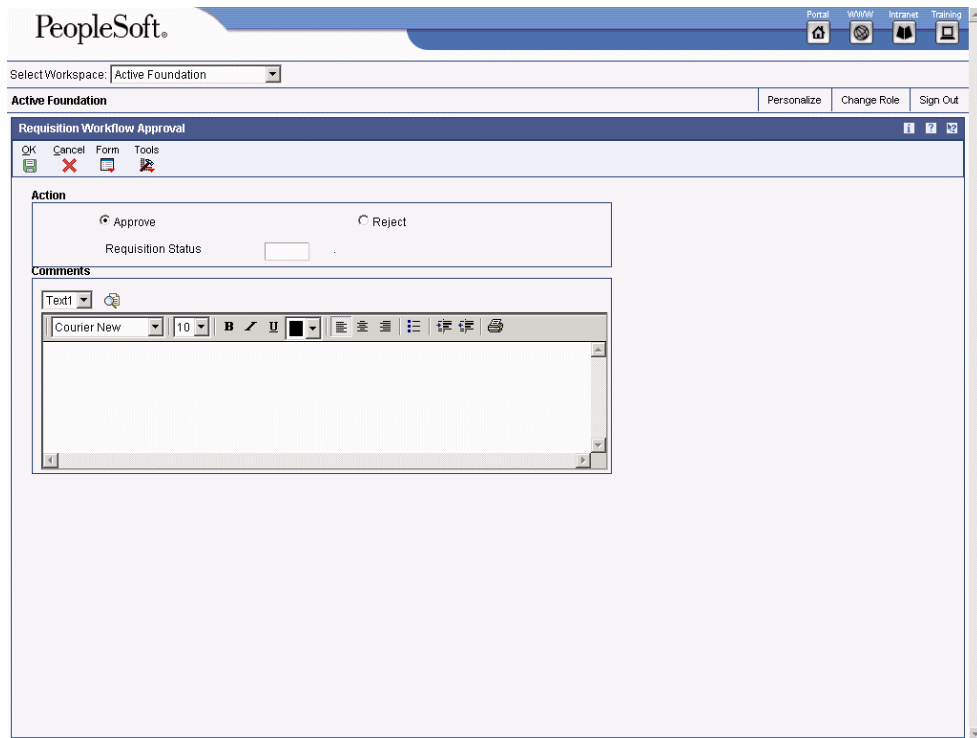 PeopleSoft.
Portal WWW Intranet Training
Select Workspace: Active Foundation
Active Foundation Personalize Change Role Sign Out
Requisition Workflow Approval i ? ?
OK Cancel Form Tools
Action
Approve Reject
Requisition Status .
Comments
Text1
Courier New 10 B I U